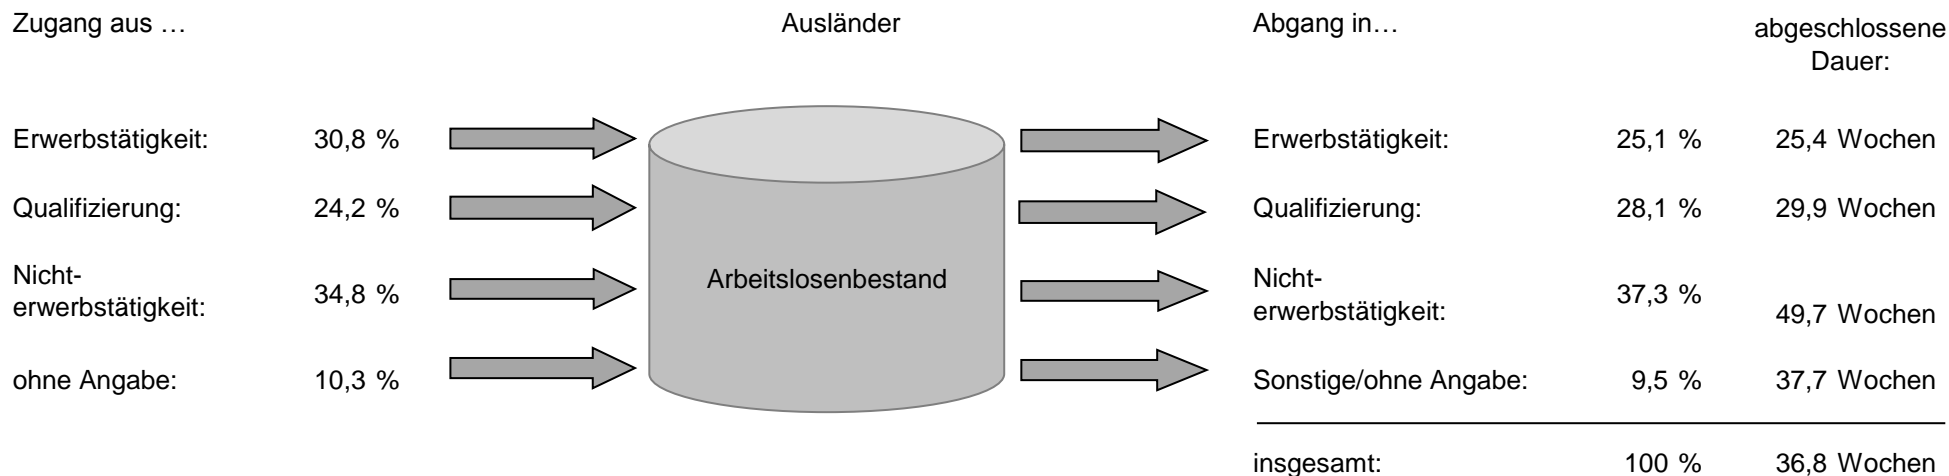 Zugang aus …
Ausländer
Abgang in…
abgeschlossene
Dauer:
Erwerbstätigkeit: 30,8 %
Erwerbstätigkeit: 25,1 % 25,4 Wochen
Qualifizierung: 24,2 %
Qualifizierung: 28,1 % 29,9 Wochen
Nicht-
erwerbstätigkeit: 34,8 %
Arbeitslosenbestand
Nicht-
erwerbstätigkeit: 37,3 % 49,7 Wochen
ohne Angabe: 10,3 %
Sonstige/ohne Angabe: 9,5 % 37,7 Wochen
insgesamt: 100 % 36,8 Wochen